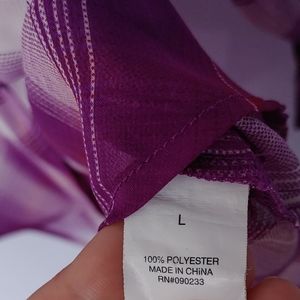 L
100% POLYESTER
MADE IN CHINA
RN#090233